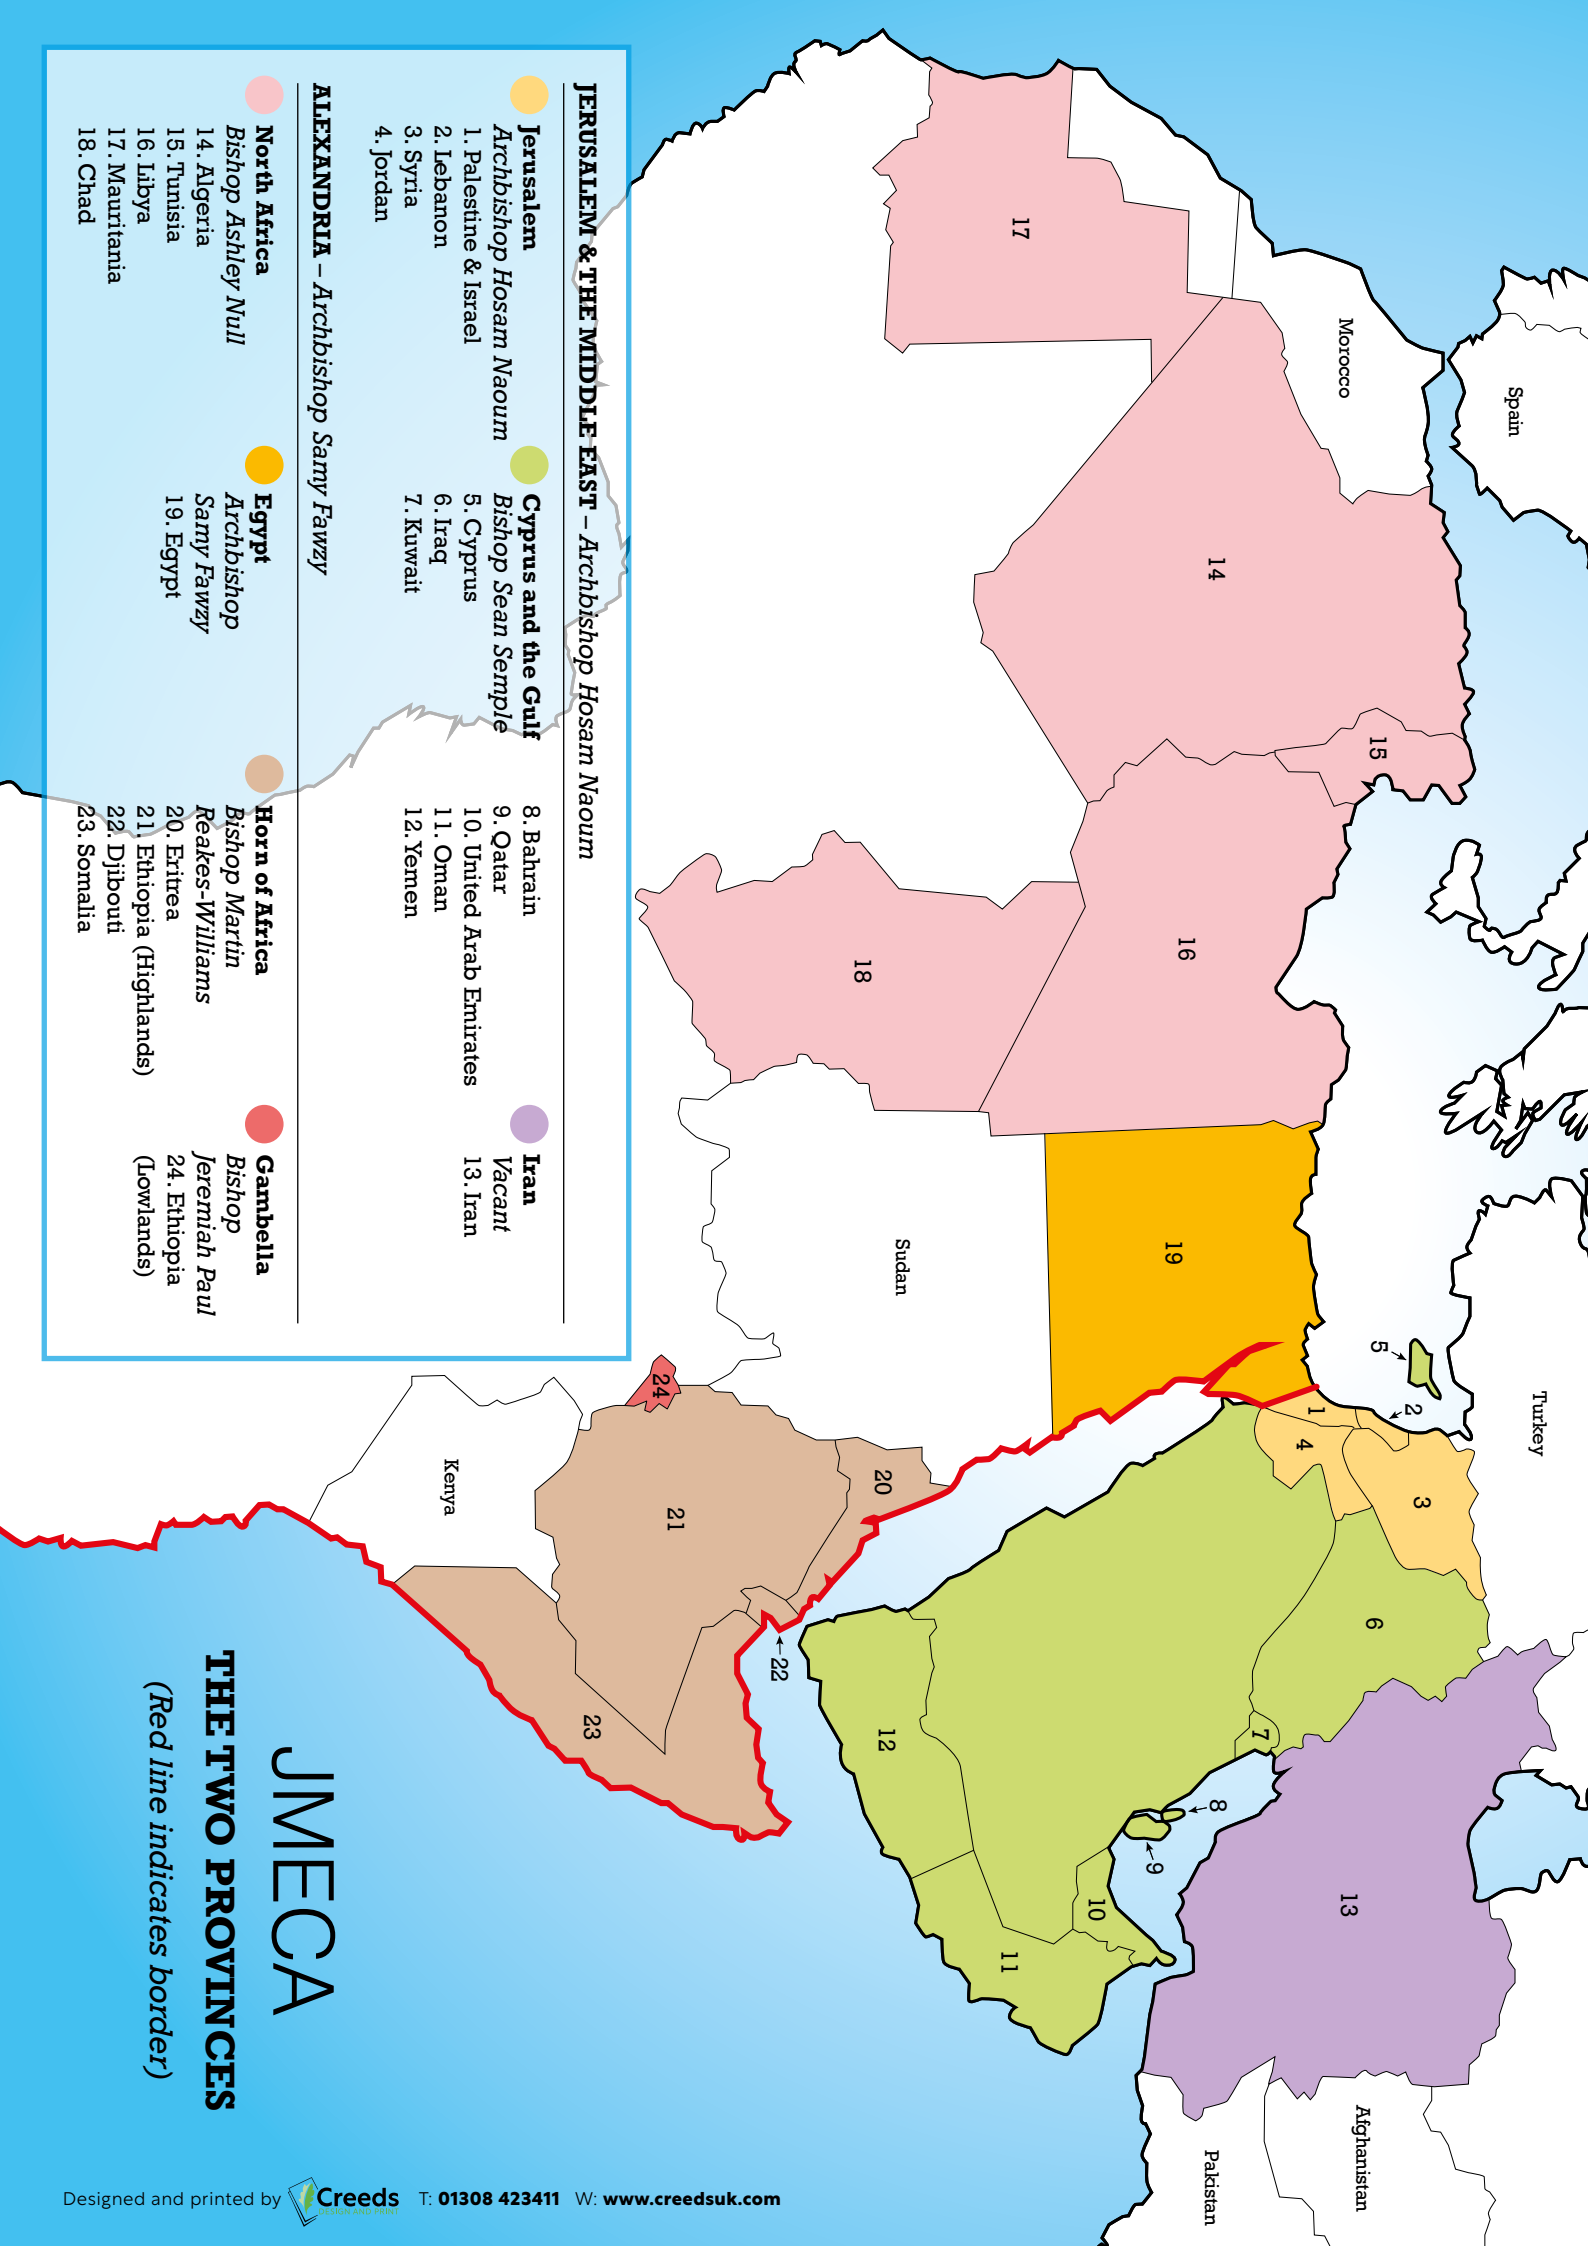 JERUSALEM & THE MIDDLE EAST – Archbishop Hosam Naoum
Jerusalem
Archbishop Hosam Naoum
1. Palestine & Israel
2. Lebanon
3. Syria
4. Jordan
Cyprus and the Gulf
Bishop Sean Semple
5. Cyprus
6. Iraq
7. Kuwait
8. Bahrain
9. Qatar
10. United Arab Emirates
11. Oman
12. Yemen
Iran
Vacant
13. Iran
ALEXANDRIA – Archbishop Samy Fawzy
North Africa
Bishop Ashley Null
14. Algeria
15. Tunisia
16. Libya
17. Mauritania
18. Chad
Egypt
Archbishop
Samy Fawzy
19. Egypt
Horn of Africa
Bishop Martin
Reakes-Williams
20. Eritrea
21. Ethiopia (Highlands)
22. Djibouti
23. Somalia
Gambella
Bishop
Jeremiah Paul
24. Ethiopia
(Lowlands)
Spain
Morocco
Turkey
Sudan
Kenya
Afghanistan
Pakistan
17
14
15
16
18
19
5
2
1
4
3
6
7
8
9
10
11
12
13
20
21
22
23
24
JMECA
THE TWO PROVINCES
(Red line indicates border)
Designed and printed by Creeds T: 01308 423411 W: www.creedsuk.com